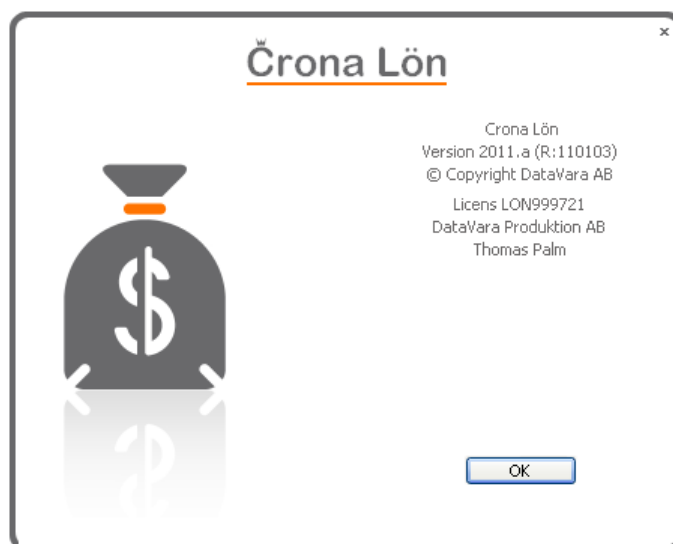 Crona Lön
Crona Lön
Version 2011.a (R:110103)
© Copyright DataVara AB
Licens LON999721
DataVara Produktion AB
Thomas Palm
OK